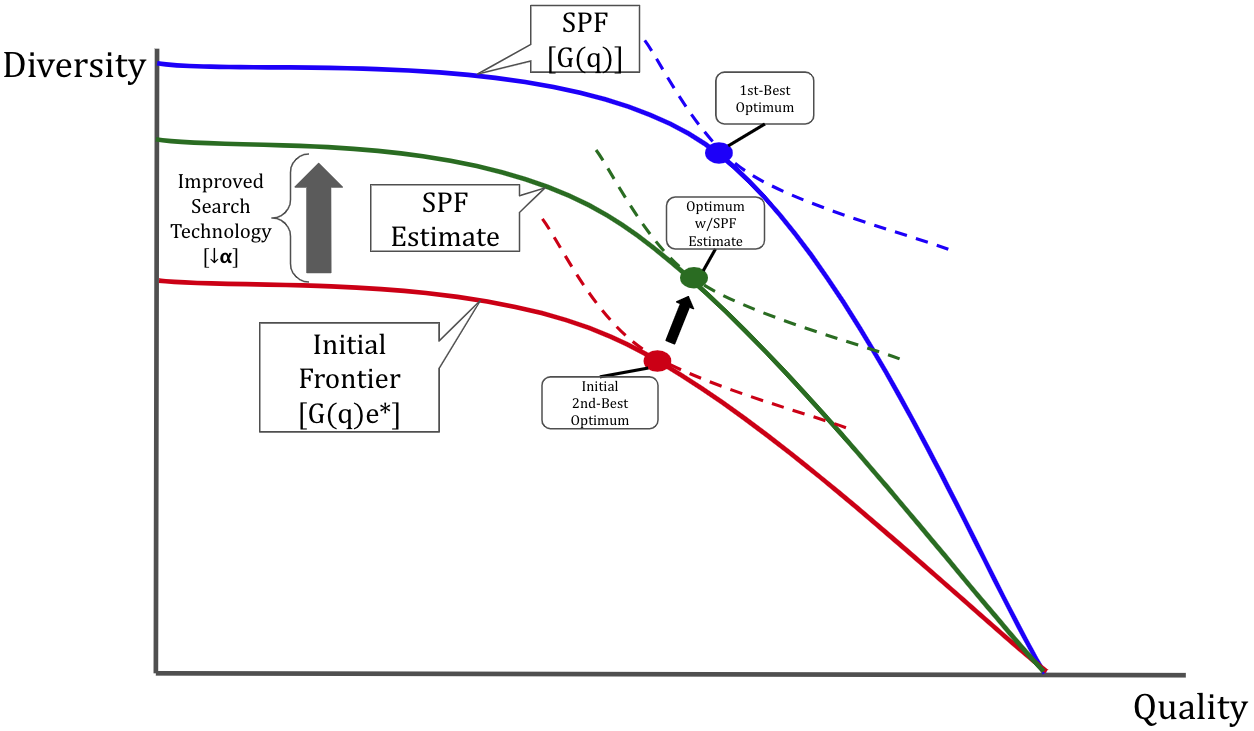 SPF
[G(q)]
Diversity
1st-Best
Optimum
Improved
Search
Technology
[↓α]
SPF
Estimate
Optimum
w/SPF
Estimate
Initial
Frontier
[G(q)e*]
Initial
2nd-Best
Optimum
Quality